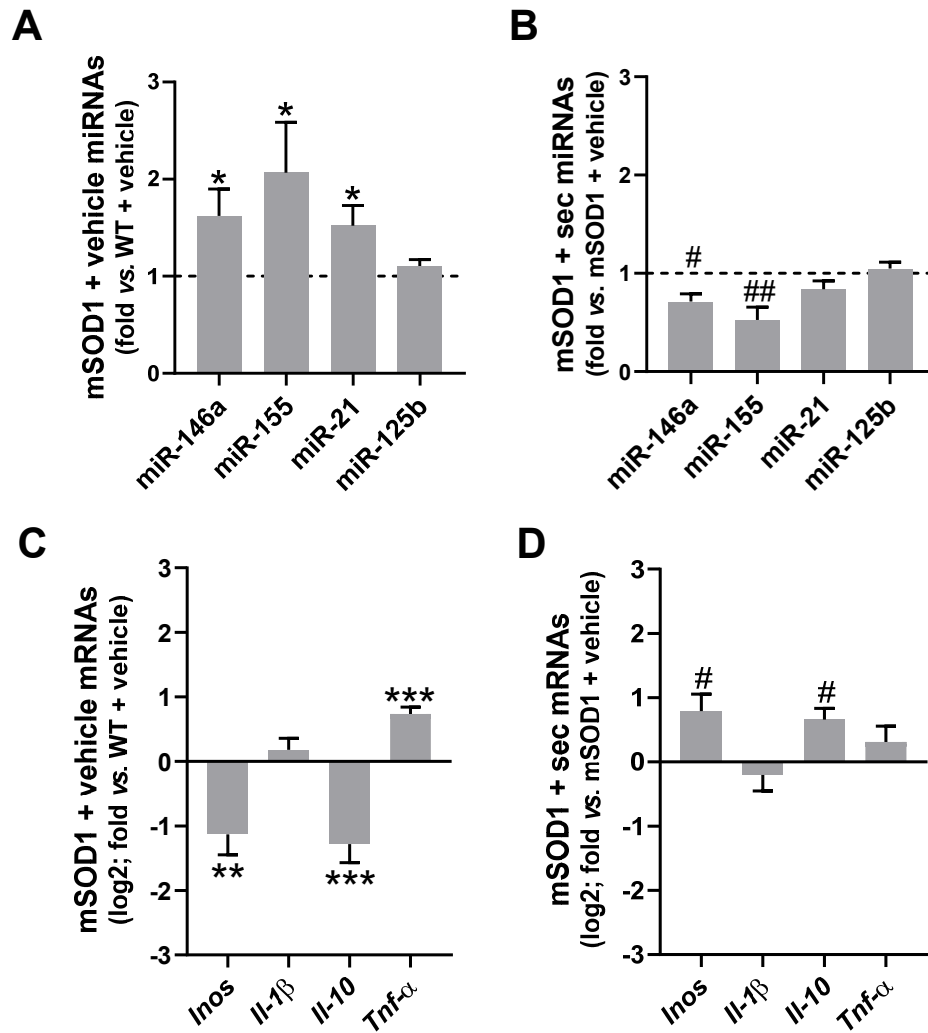 A
mSOD1 + vehicle miRNAs
(fold vs. WT + vehicle)
3
2
1
0
*
*
*
miR-146a
miR-155
miR-21
miR-125b
B
mSOD1 + sec miRNAs
(fold vs. mSOD1 + vehicle)
3
2
1
0
#
##
miR-146a
miR-155
miR-21
miR-125b
C
mSOD1 + vehicle mRNAs
(log2; fold vs. WT + vehicle)
3
2
1
0
-1
-2
-3
**
***
***
Inos
Il-1β
Il-10
Tnf-α
D
mSOD1 + sec mRNAs
(log2; fold vs. mSOD1 + vehicle)
3
2
1
0
-1
-2
-3
#
#
Inos
Il-1β
Il-10
Tnf-α